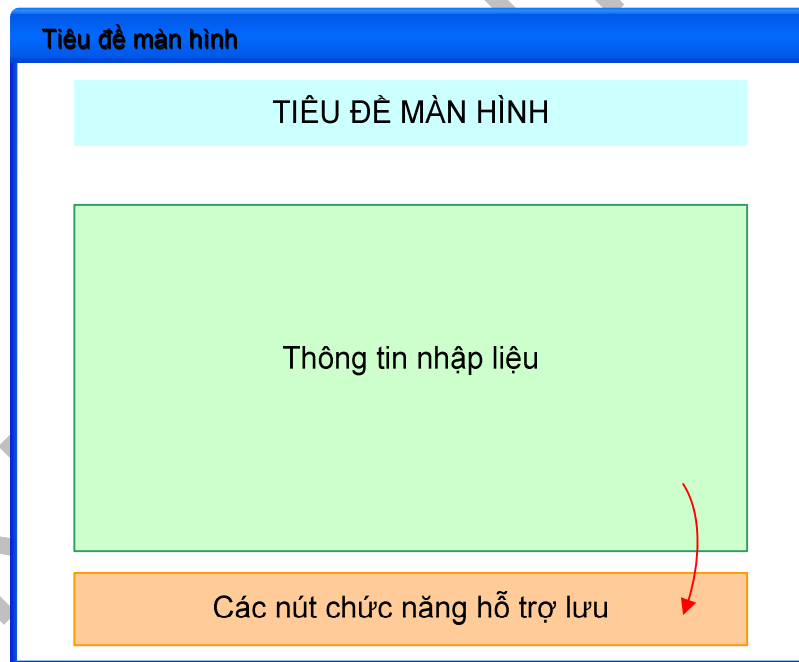 Tiêu đề màn hình
TIÊU ĐỀ MÀN HÌNH
Thông tin nhập liệu
Các nút chức năng hỗ trợ lưu